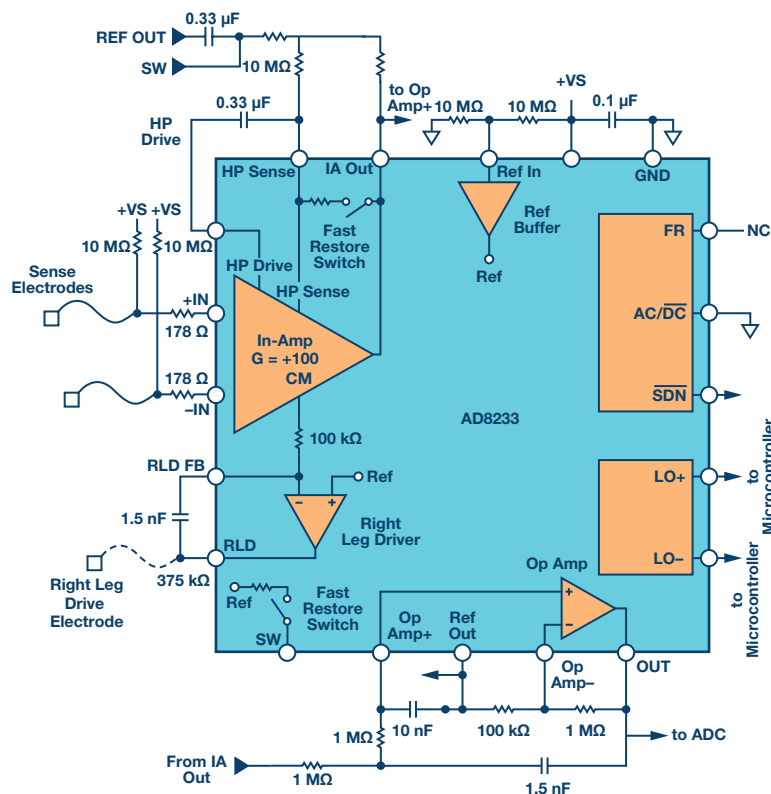 0.33 µF
REF OUT
SW
10 MΩ
to Op
Amp+
+VS
10 MΩ
10 MΩ
0.1 µF
0.33 µF
HP
Drive
HP Sense
IA Out
Ref In
GND
+VS
+VS
10 MΩ
10 MΩ
Fast
Restore
Switch
Ref
Buffer
Ref
FR
NC
Sense
Electrodes
HP Drive
HP Sense
+IN
178 Ω
In-Amp
G = +100
CM
AC/DC
178 Ω
–IN
SDN
AD8233
100 kΩ
RLD FB
Ref
LO+
to
Microcontroller
1.5 nF
Right
Leg Driver
RLD
375 kΩ
Op Amp
LO–
to
Microcontroller
Right Leg
Drive
Electrode
Ref
Fast
Restore
Switch
SW
Op
Amp+
Ref
Out
Op
Amp–
OUT
1 MΩ
10 nF
100 kΩ
1 MΩ
to ADC
From IA
Out
1 MΩ
1.5 nF